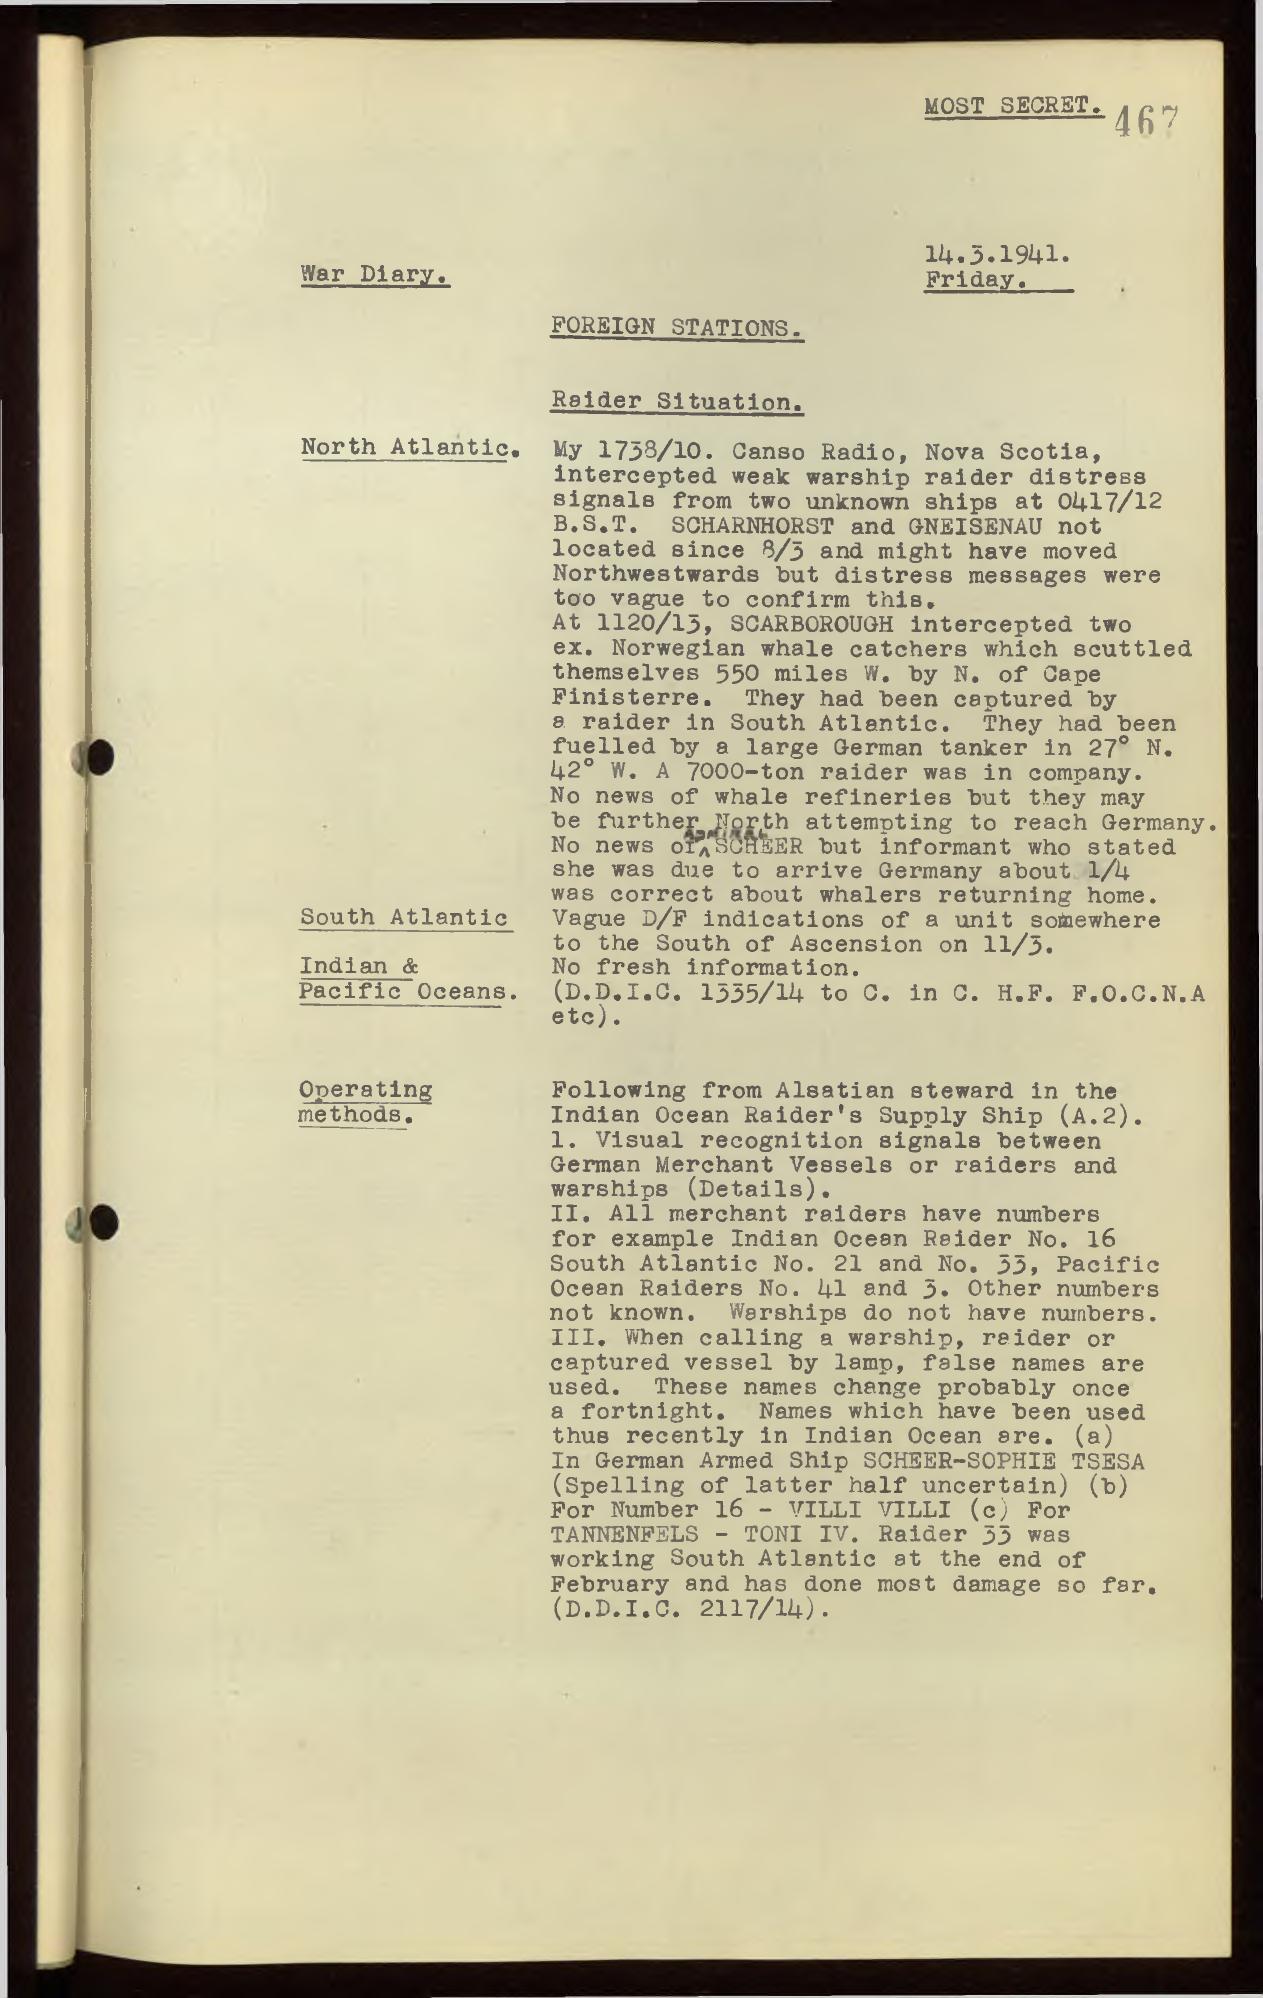 MOST SECRET. 467
14.3.1941.
War Diary.
Friday.
FOREIGN STATIONS.
Raider Situation.
North Atlantic. My 1738/10. Canso Radio, Nova Scotia,
intercepted weak warship raider distress
signals from two unknown ships at 0417/12
B.S.T. SCHARNHORST and GNEISENAU not
located since 8/3 and might have moved
Northwestwards but distress messages were
too vague to confirm this.
At 1120/13, SCARBOROUGH intercepted two
ex. Norwegian whale catchers which scuttled
themselves 550 miles W. by N. of Cape
Finisterre. They had been captured by
a raider in South Atlantic. They had been
fuelled by a large German tanker in 27° N.
42° W. A 7000-ton raider was in company.
No news of whale refineries but they may
be further North attempting to reach Germany.
No news of ADMIRAL SCHEER but informant who stated
she was due to arrive Germany about 1/4
was correct about whalers returning home.
South Atlantic Vague D/F indications of a unit somewhere
to the South of Ascension on 11/3.
Indian & No fresh information.
Pacific Oceans. (D.D.I.C. 1335/14 to C. in C. H.F. F.O.C.N.A
etc).
Operating Following from Alsatian steward in the
methods. Indian Ocean Raider's Supply Ship (A.2).
1. Visual recognition signals between
German Merchant Vessels or raiders and
warships (Details).
II. All merchant raiders have numbers
for example Indian Ocean Raider No. 16
South Atlantic No. 21 and No. 33, Pacific
Ocean Raiders No. 41 and 3. Other numbers
not known. Warships do not have numbers.
III. When calling a warship, raider or
captured vessel by lamp, false names are
used. These names change probably once
a fortnight. Names which have been used
thus recently in Indian Ocean are. (a)
In German Armed Ship SCHEER-SOPHIE TSESA
(Spelling of latter half uncertain) (b)
For Number 16 - VILLI VILLI (c) For
TANNENFELS - TONI IV. Raider 33 was
working South Atlantic at the end of
February and has done most damage so far.
(D.D.I.C. 2117/14).